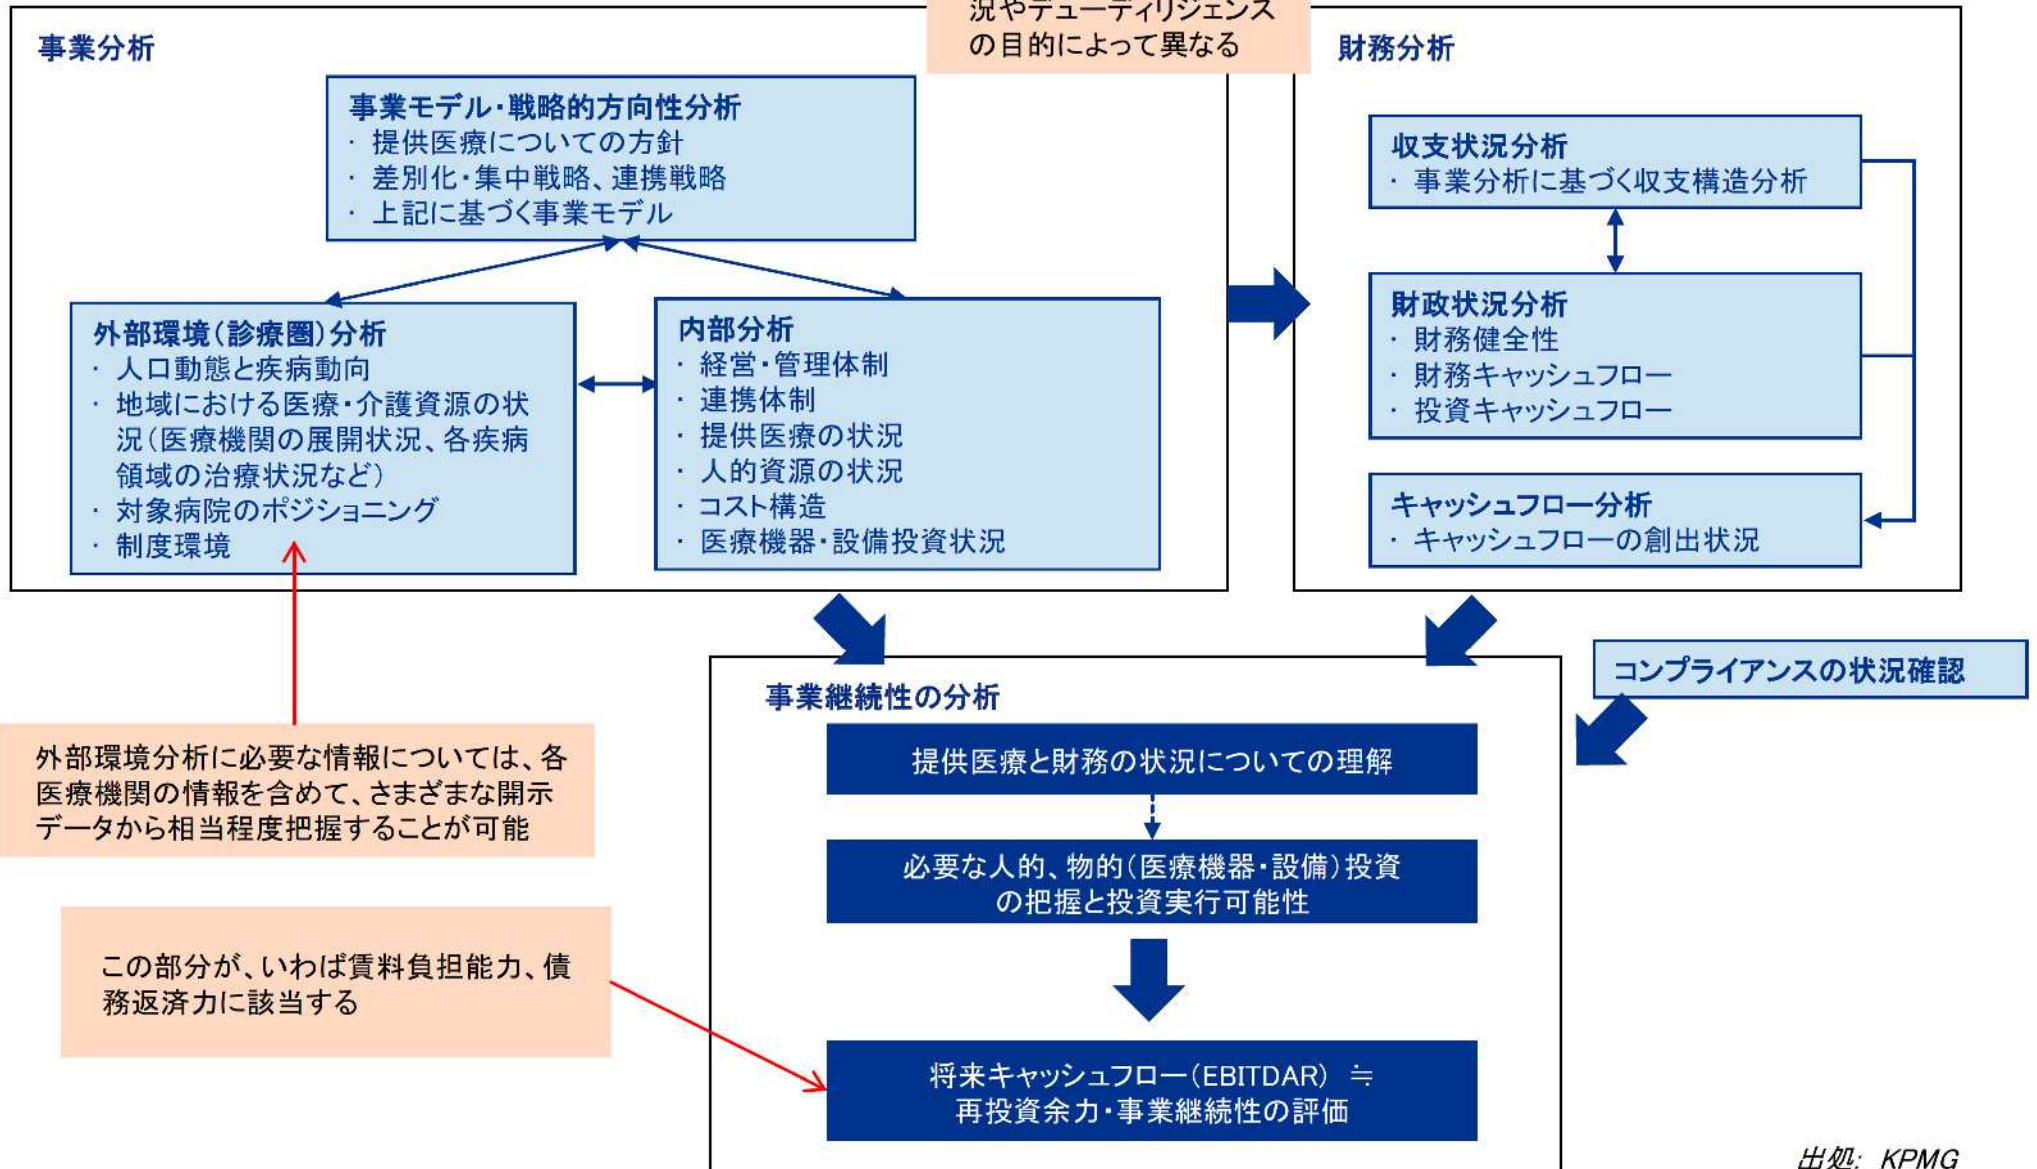 況やデューディリジェンス
の目的によって異なる
事業分析
事業モデル・戦略的方向性分析
・ 提供医療についての方針
・ 差別化・集中戦略、連携戦略
・ 上記に基づく事業モデル
外部環境（診療圏）分析
・ 人口動態と疾病動向
・ 地域における医療・介護資源の状
況（医療機関の展開状況、各疾病
領域の治療状況など）
・ 対象病院のポジショニング
・ 制度環境
内部分析
・ 経営・管理体制
・ 連携体制
・ 提供医療の状況
・ 人的資源の状況
・ コスト構造
・ 医療機器・設備投資状況
財務分析
収支状況分析
・ 事業分析に基づく収支構造分析
財政状況分析
・ 財務健全性
・ 財務キャッシュフロー
・ 投資キャッシュフロー
キャッシュフロー分析
・ キャッシュフローの創出状況
コンプライアンスの状況確認
外部環境分析に必要な情報については、各
医療機関の情報を含めて、さまざまな開示
データから相当程度把握することが可能
この部分が、いわば賃料負担能力、債
務返済力に該当する
事業継続性の分析
提供医療と財務の状況についての理解
必要な人的、物的（医療機器・設備）投資
の把握と投資実行可能性
将来キャッシュフロー（EBITDAR） ≒
再投資余力・事業継続性の評価
出処: KPMG